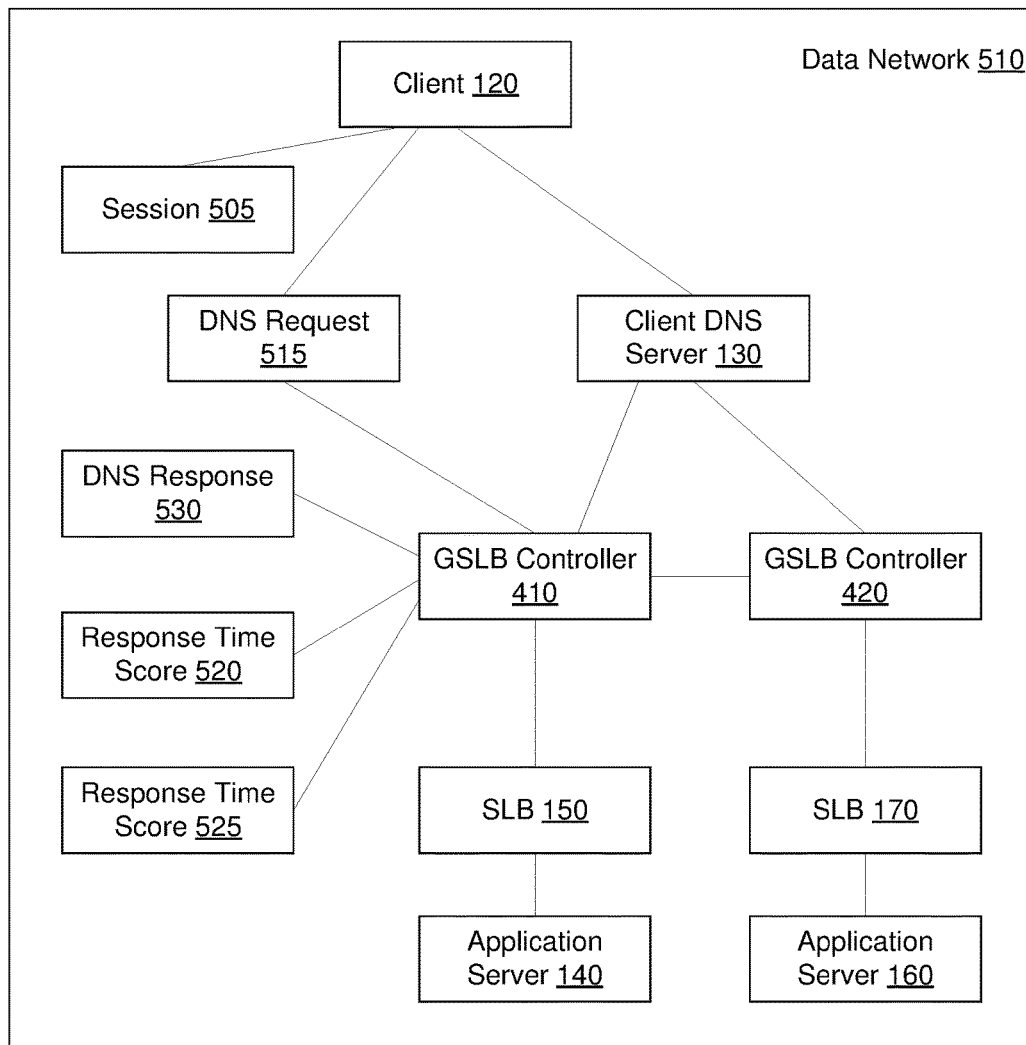 Data Network 510
Client 120
Session 505
DNS Request
515
Client DNS
Server 130
DNS Response
530
GSLB Controller
410
GSLB Controller
420
Response Time
Score 520
Response Time
Score 525
SLB 150
SLB 170
Application
Server 140
Application
Server 160